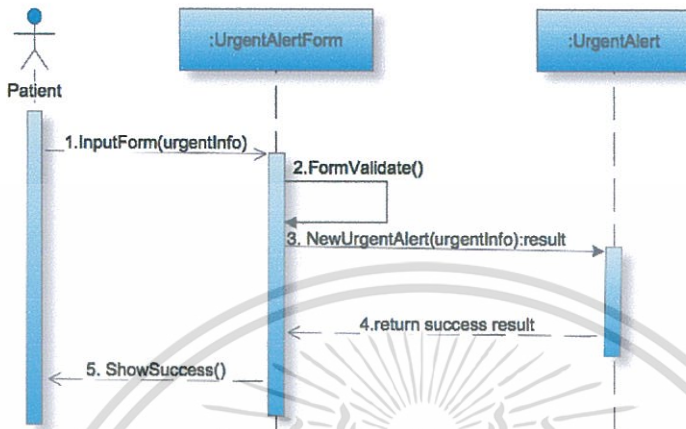 :UrgentAlertForm
:UrgentAlert
Patient
1.InputForm(urgentInfo)
2.FormValidate()
3. NewUrgentAlert(urgentInfo):result
4.return success result
5. ShowSuccess()